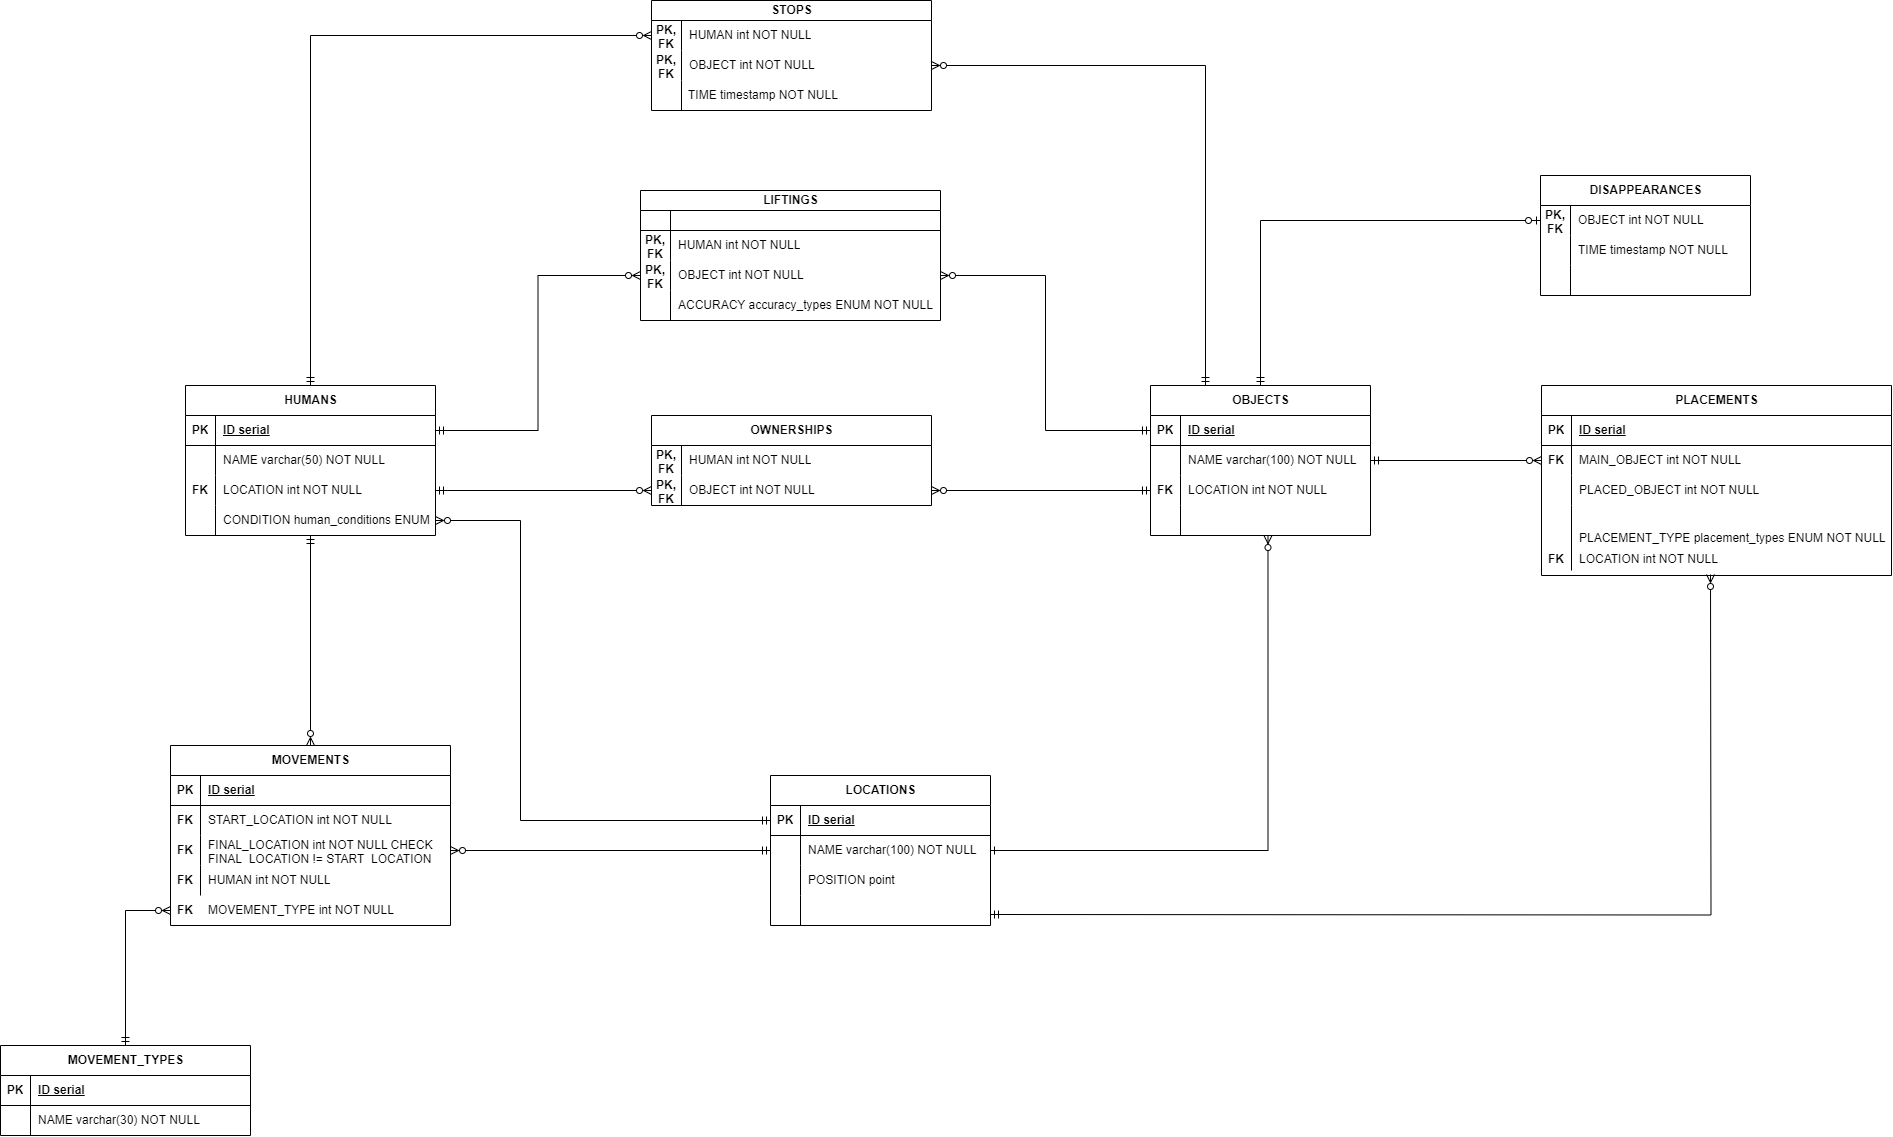 STOPS
PK,
FK
HUMAN int NOT NULL
PK,
FK
OBJECT int NOT NULL
TIME timestamp NOT NULL
LIFTINGS
PK,
FK
HUMAN int NOT NULL
PK,
FK
OBJECT int NOT NULL
ACCURACY accuracy_types ENUM NOT NULL
DISAPPEARANCES
PK,
FK
OBJECT int NOT NULL
TIME timestamp NOT NULL
HUMANS
PK ID serial
NAME varchar(50) NOT NULL
FK LOCATION int NOT NULL
CONDITION human_conditions ENUM
OWNERSHIPS
PK,
FK
HUMAN int NOT NULL
PK,
FK
OBJECT int NOT NULL
OBJECTS
PK ID serial
NAME varchar(100) NOT NULL
FK LOCATION int NOT NULL
PLACEMENTS
PK ID serial
FK MAIN_OBJECT int NOT NULL
PLACED_OBJECT int NOT NULL
PLACEMENT_TYPE placement_types ENUM NOT NULL
FK LOCATION int NOT NULL
MOVEMENTS
PK ID serial
FK START_LOCATION int NOT NULL
FK FINAL_LOCATION int NOT NULL CHECK
FINAL_LOCATION != START_LOCATION
FK HUMAN int NOT NULL
FK MOVEMENT_TYPE int NOT NULL
LOCATIONS
PK ID serial
NAME varchar(100) NOT NULL
POSITION point
MOVEMENT_TYPES
PK ID serial
NAME varchar(30) NOT NULL